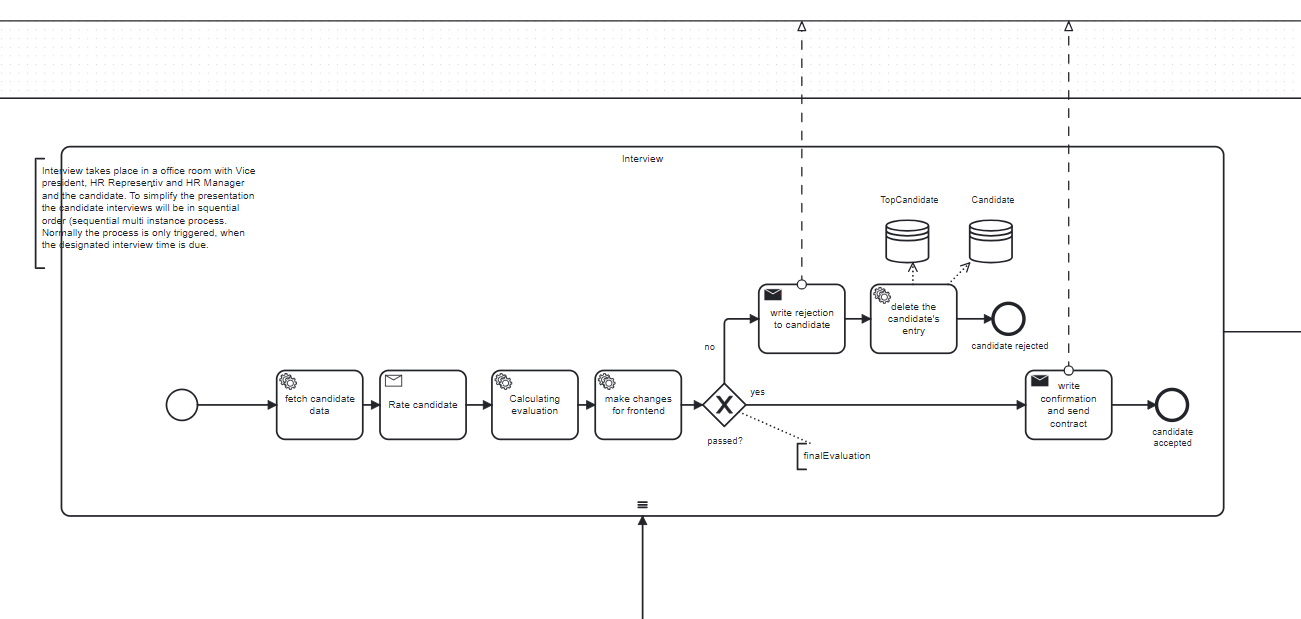 Interview
Interview takes place in a office room with Vice
president, HR Representiv and HR Manager
and the candidate. To simplify the presentation
the candidate interviews will be in squential
order (sequential multi instance process.
Normally the process is only triggered, when
the designated interview time is due.
TopCandidate
Candidate
write rejection
to candidate
delete the
candidate's
entry
candidate rejected
no
fetch candidate
data
Rate candidate
Calculating
evaluation
make changes
for frontend
passed?
yes
finalEvaluation
write
confirmation
and send
contract
candidate
accepted